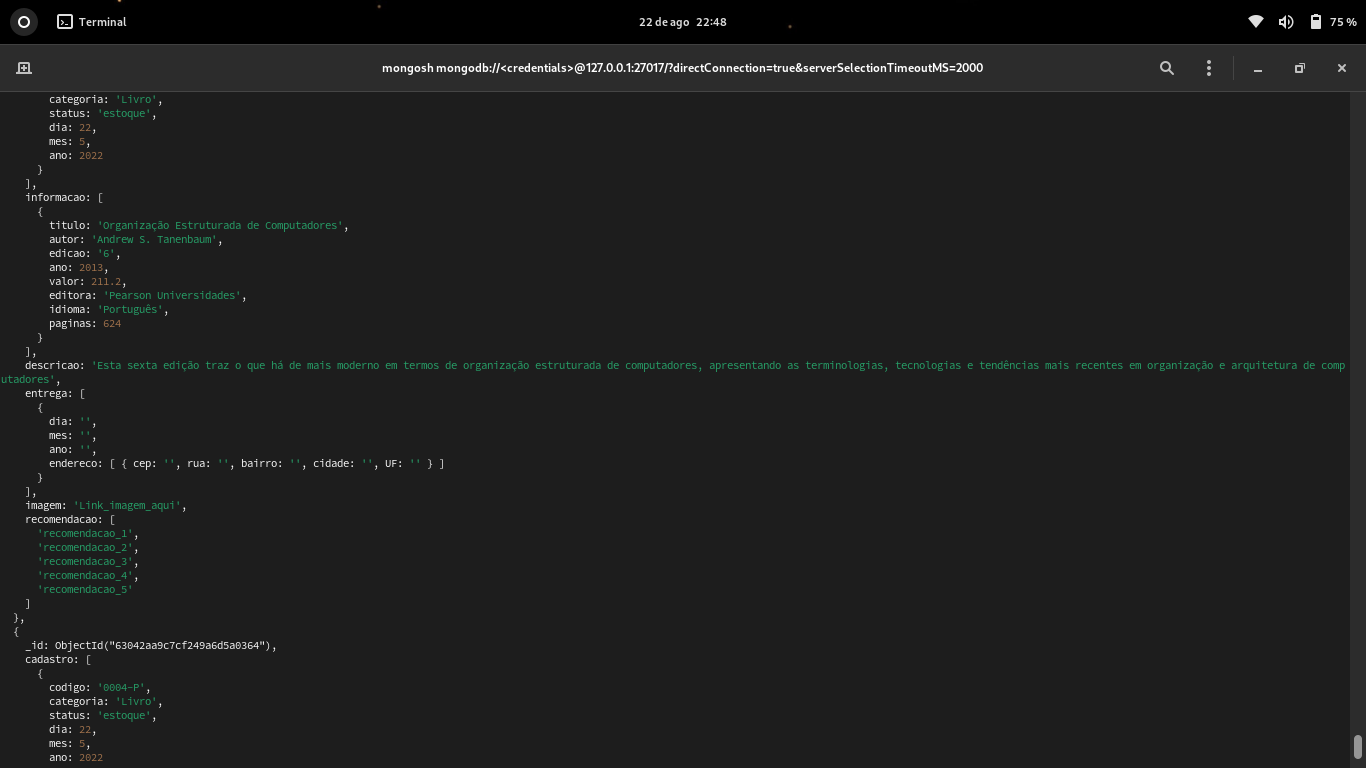 Terminal
22 de ago 22:48
75 %
mongosh mongodb://<credentials>@127.0.0.1:27017/?directConnection=true&serverSelectionTimeoutMS=2000
categoria: 'Livro',
status: 'estoque',
dia: 22,
mes: 5,
ano: 2022
}
],
informacao: [
{
titulo: 'Organização Estruturada de Computadores',
autor: 'Andrew S. Tanenbaum',
edicao: '6',
ano: 2013,
valor: 211.2,
editora: 'Pearson Universidades',
idioma: 'Português',
paginas: 624
}
],
descricao: 'Esta sexta edição traz o que há de mais moderno em termos de organização estruturada de computadores, apresentando as terminologias, tecnologias e tendências mais recentes em organização e arquitetura de comp
utadores',
entrega: [
{
dia: '',
mes: '',
ano: '',
endereco: [ { cep: '', rua: '', bairro: '', cidade: '', UF: '' } ]
}
],
imagem: 'Link_imagem_aqui',
recomendacao: [
'recomendacao_1',
'recomendacao_2',
'recomendacao_3',
'recomendacao_4',
'recomendacao_5'
]
},
{
_id: ObjectId("63042aa9c7cf249a6d5a0364"),
cadastro: [
{
codigo: '0004-P',
categoria: 'Livro',
status: 'estoque',
dia: 22,
mes: 5,
ano: 2022